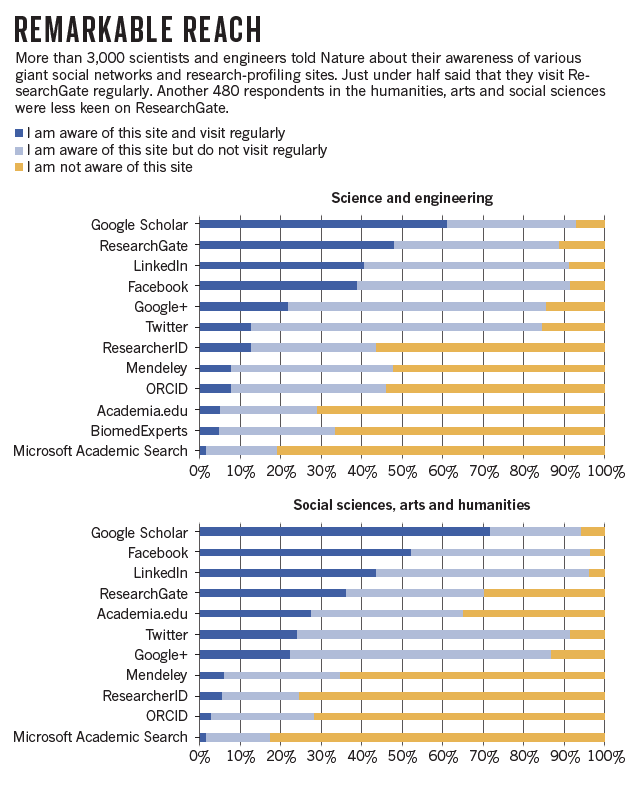 REMARKABLE REACH
More than 3,000 scientists and engineers told Nature about their awareness of various
giant social networks and research-profiling sites. Just under half said that they visit Re-
searchGate regularly. Another 480 respondents in the humanities, arts and social sciences
were less keen on ResearchGate.
I am aware of this site and visit regularly
I am aware of this site but do not visit regularly
I am not aware of this site
Science and engineering
Google Scholar
ResearchGate
LinkedIn
Facebook
Google+
Twitter
ResearcherID
Mendeley
ORCID
Academia.edu
BiomedExperts
Microsoft Academic Search
0% 10% 20% 30% 40% 50% 60% 70% 80% 90% 100%
Social sciences, arts and humanities
Google Scholar
Facebook
LinkedIn
ResearchGate
Academia.edu
Twitter
Google+
Mendeley
ResearcherID
ORCID
Microsoft Academic Search
0% 10% 20% 30% 40% 50% 60% 70% 80% 90% 100%